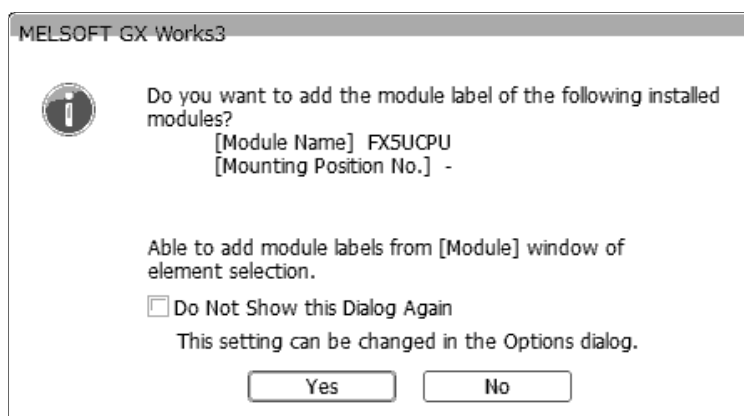 MELSOFT GX Works3
Do you want to add the module label of the following installed
modules?
[Module Name] FX5UCPU
[Mounting Position No.] -
Able to add module labels from [Module] window of
element selection.
Do Not Show this Dialog Again
This setting can be changed in the Options dialog.
Yes
No